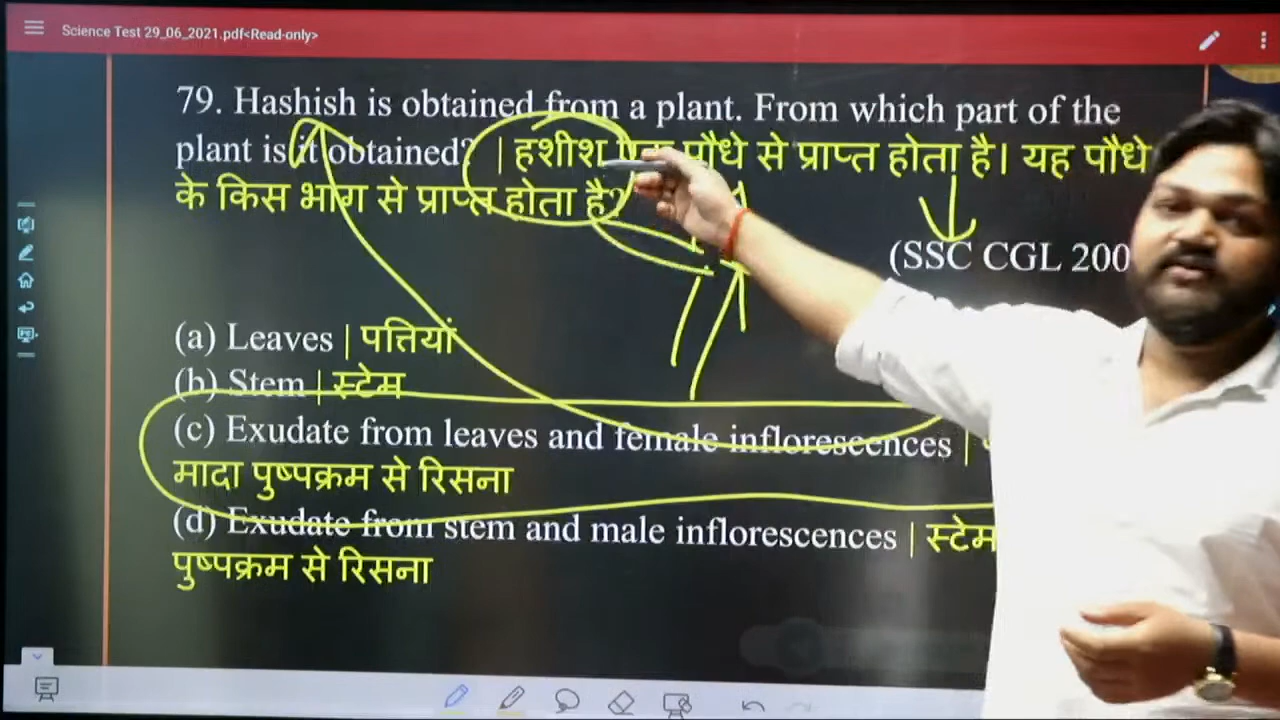 Science Test 29_06_2021.pdf<Read-only>
79. Hashish is obtained from a plant. From which part of the
plant is it obtained? | हशीश एक पौधे से प्राप्त होता है। यह पौधे
के किस भाग से प्राप्त होता है?
(SSC CGL 200
(a) Leaves | पत्तियां
(b) Stem | स्टेम
(c) Exudate from leaves and female inflorescences |
मादा पुष्पक्रम से रिसना
(d) Exudate from stem and male inflorescences | स्टेम
पुष्पक्रम से रिसना